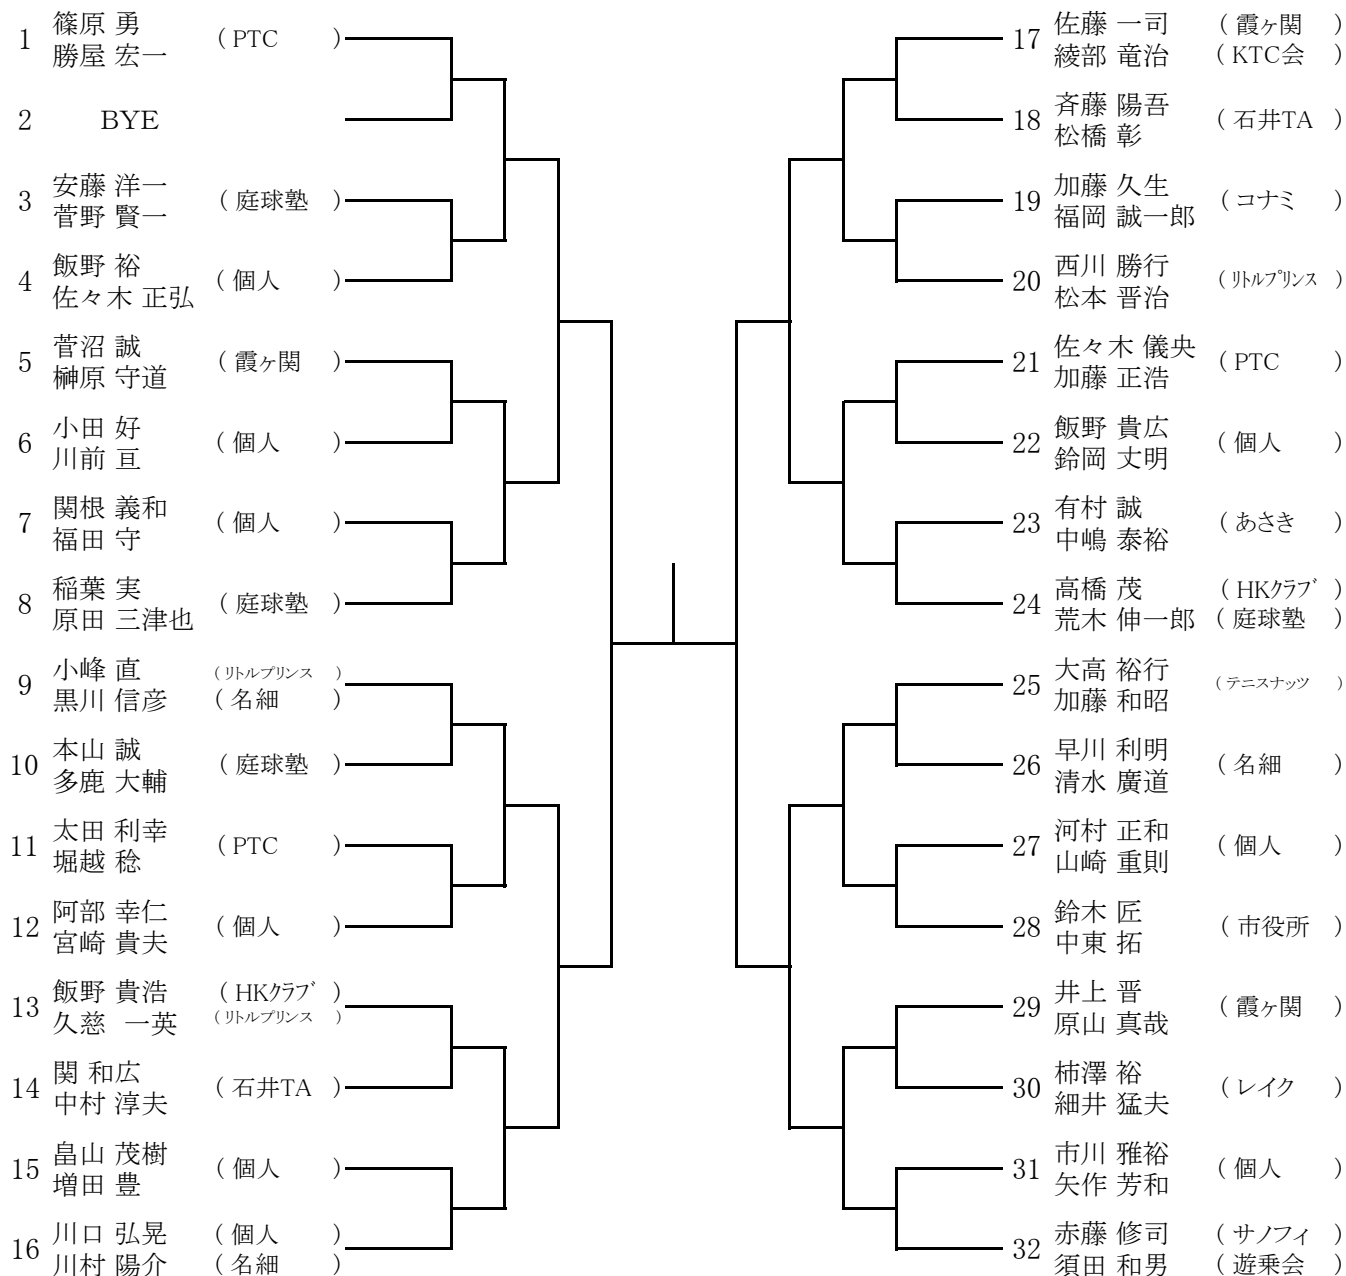 1 篠原 勇 ( PTC )
勝屋 宏一
2 BYE
3 安藤 洋一 ( 庭球塾 )
菅野 賢一
4 飯野 裕 ( 個人 )
佐々木 正弘
5 菅沼 誠 ( 霞ヶ関 )
榊原 守道
6 小田 好 ( 個人 )
川前 亘
7 関根 義和 ( 個人 )
福田 守
8 稲葉 実 ( 庭球塾 )
原田 三津也
9 小峰 直 ( リトルプリンス )
黒川 信彦 ( 名細 )
10 本山 誠 ( 庭球塾 )
多鹿 大輔
11 太田 利幸 ( PTC )
堀越 稔
12 阿部 幸仁 ( 個人 )
宮崎 貴夫
13 飯野 貴浩 ( HKクラブ )
久慈 一英 ( リトルプリンス )
14 関 和広 ( 石井TA )
中村 淳夫
15 畠山 茂樹 ( 個人 )
増田 豊
16 川口 弘晃 ( 個人 )
川村 陽介 ( 名細 )
17 佐藤 一司 ( 霞ヶ関 )
綾部 竜治 ( KTC会 )
18 斉藤 陽吾 ( 石井TA )
松橋 彰
19 加藤 久生 ( コナミ )
福岡 誠一郎
20 西川 勝行 ( リトルプリンス )
松本 晋治
21 佐々木 儀央 ( PTC )
加藤 正浩
22 飯野 貴広 ( 個人 )
鈴岡 丈明
23 有村 誠 ( あさき )
中嶋 泰裕
24 高橋 茂 ( HKクラブ )
荒木 伸一郎 ( 庭球塾 )
25 大高 裕行 ( テニスナッツ )
加藤 和昭
26 早川 利明 ( 名細 )
清水 廣道
27 河村 正和 ( 個人 )
山崎 重則
28 鈴木 匠 ( 市役所 )
中東 拓
29 井上 晋 ( 霞ヶ関 )
原山 真哉
30 柿澤 裕 ( レイク )
細井 猛夫
31 市川 雅裕 ( 個人 )
矢作 芳和
32 赤藤 修司 ( サノフィ )
須田 和男 ( 遊乗会 )